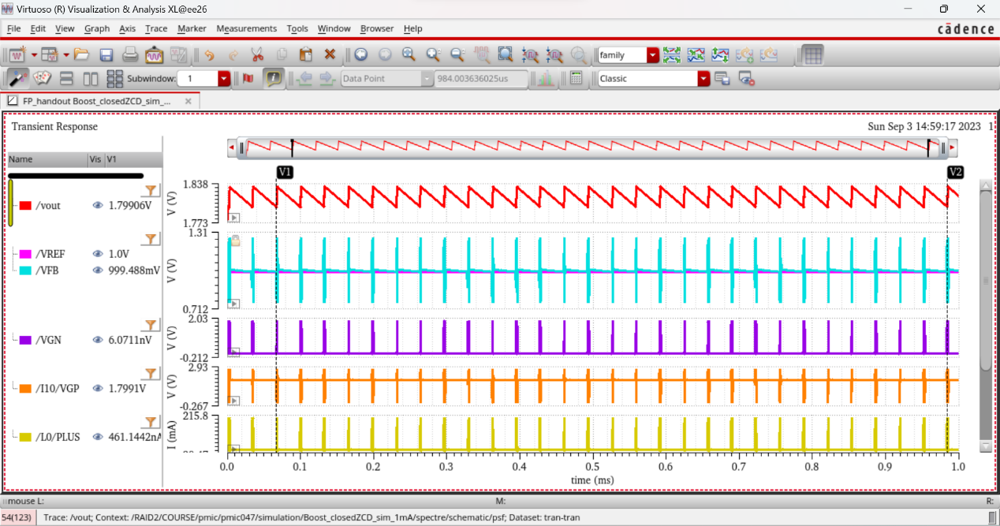 Virtuoso (R) Visualization & Analysis XL@ee26
File Edit View Graph Axis Trace Marker Measurements Tools Window Browser Help
cādence
family
Subwindow: 1 Data Point 984.003636025us Classic
FP_handout Boost_closedZCD_sim_...
Transient Response
Sun Sep 3 14:59:17 2023 1
Name Vis V1
V1 V2
/vout 1.79906V
V (V) 1.838
1.773
/VREF 1.0V
/VFB 999.488mV
V (V) 1.31
0.712
/VGN 6.0711nV
V (V) 2.03
-0.212
/I10/VGP 1.7991V
V (V) 2.93
-0.267
/L0/PLUS 461.1442nA
I (mA) 215.8
0.0 0.1 0.2 0.3 0.4 0.5 0.6 0.7 0.8 0.9 1.0
time (ms)
mouse L: M: R:
54(123) Trace: /vout; Context: /RAID2/COURSE/pmic/pmic047/simulation/Boost_closedZCD_sim_1mA/spectre/schematic/psf; Dataset: tran-tran